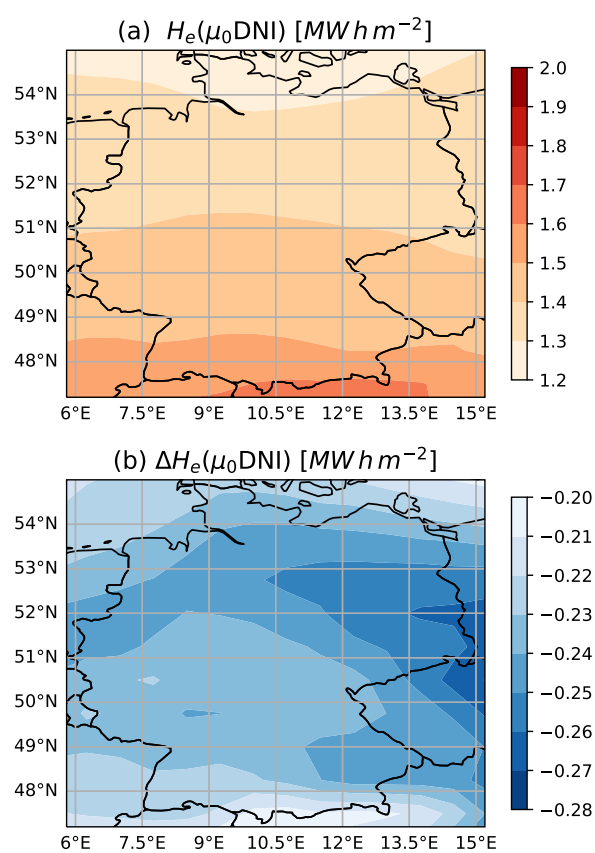 (a) H_e(μ₀DNI) [MW h m⁻²]
54°N
53°N
52°N
51°N
50°N
49°N
48°N
6°E 7.5°E 9°E 10.5°E 12°E 13.5°E 15°E
2.0
1.9
1.8
1.7
1.6
1.5
1.4
1.3
1.2
(b) ΔH_e(μ₀DNI) [MW h m⁻²]
54°N
53°N
52°N
51°N
50°N
49°N
48°N
6°E 7.5°E 9°E 10.5°E 12°E 13.5°E 15°E
−0.20
−0.21
−0.22
−0.23
−0.24
−0.25
−0.26
−0.27
−0.28